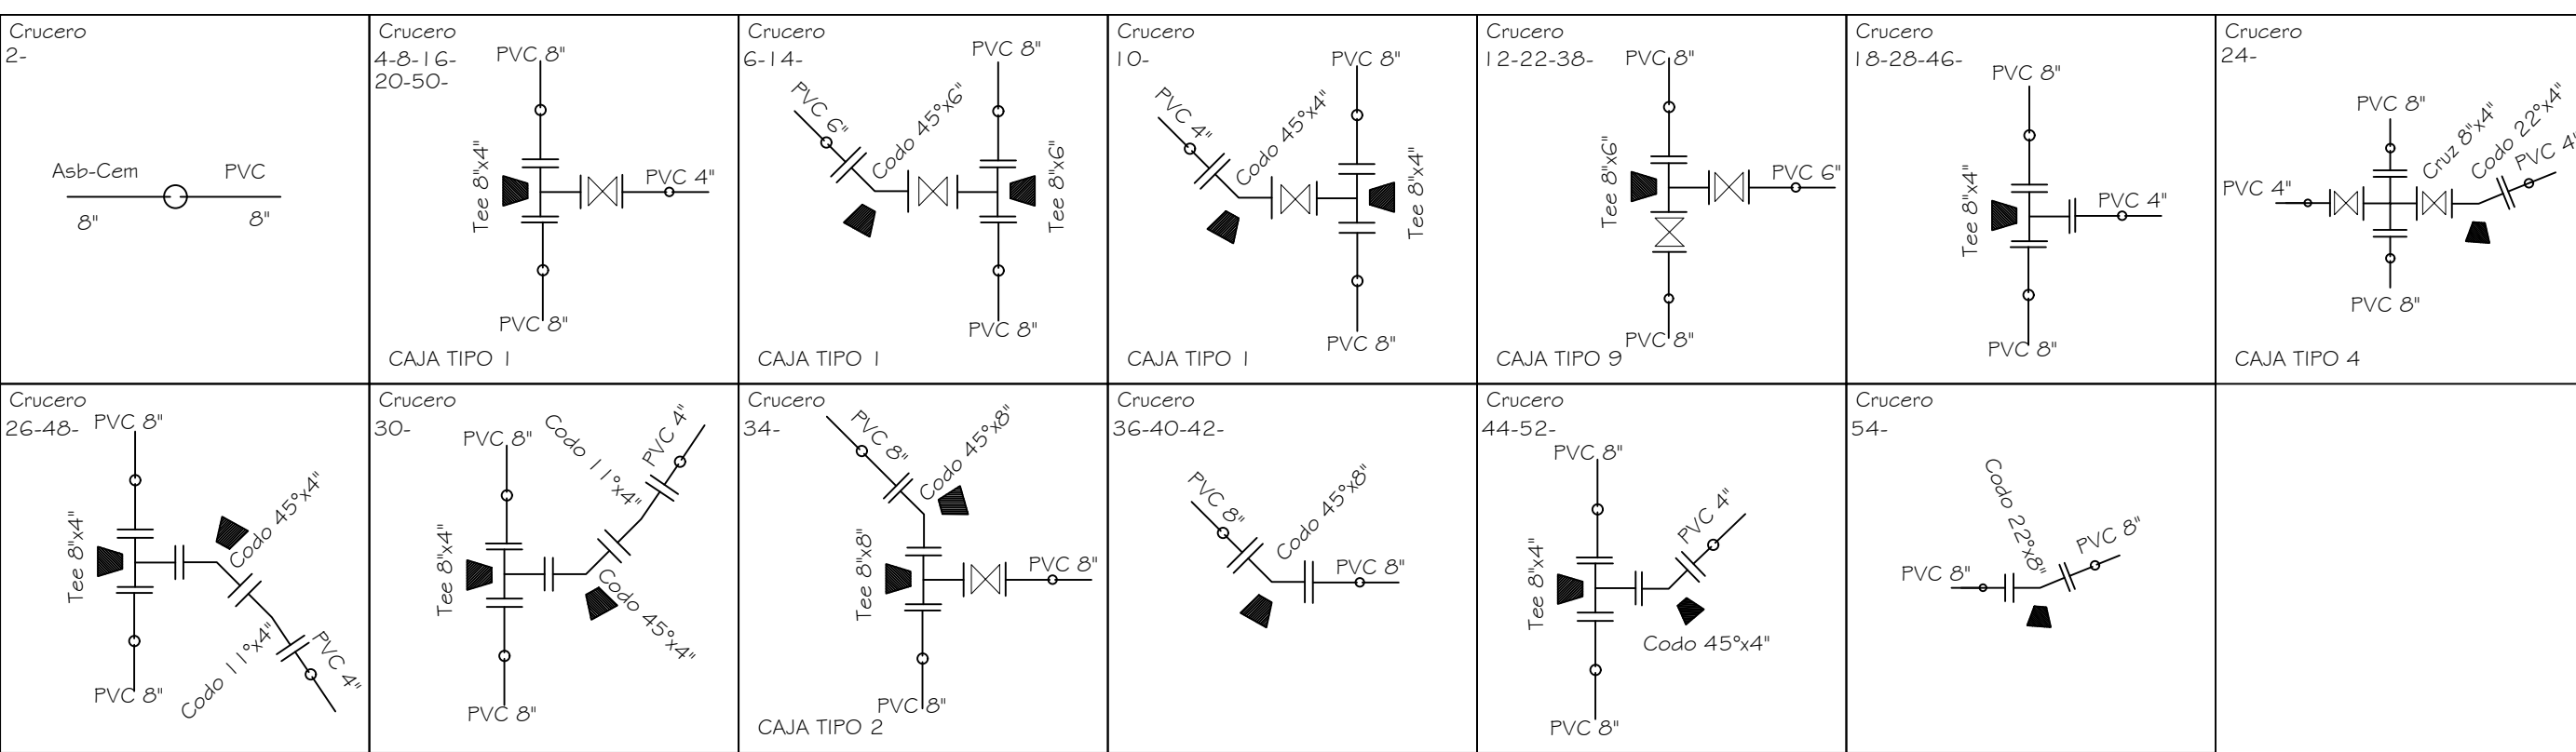 Crucero
2-
Asb-Cem
PVC
8"
8"
Crucero
4-8-16-
20-50-
PVC 8"
Tee 8"x4"
PVC 4"
PVC 8"
CAJA TIPO 1
Crucero
6-14-
PVC 8"
PVC 6"
Codo 45°x6"
Tee 8"x6"
PVC 8"
CAJA TIPO 1
Crucero
10-
PVC 8"
PVC 4"
Codo 45°x4"
Tee 8"x4"
PVC 8"
CAJA TIPO 1
Crucero
12-22-38-
PVC 8"
Tee 8"x6"
PVC 6"
PVC 8"
CAJA TIPO 9
Crucero
18-28-46-
PVC 8"
Tee 8"x4"
PVC 4"
PVC 8"
Crucero
24-
PVC 8"
Cruz 8"x4"
Codo 22°x4"
PVC 4"
PVC 4"
PVC 8"
CAJA TIPO 4
Crucero
26-48-
PVC 8"
Tee 8"x4"
Codo 45°x4"
Codo 11°x4"
PVC 4"
PVC 8"
Crucero
30-
PVC 8"
Codo 11°x4"
PVC 4"
Tee 8"x4"
Codo 45°x4"
PVC 8"
Crucero
34-
PVC 8"
Codo 45°x8"
Tee 8"x8"
PVC 8"
PVC 8"
CAJA TIPO 2
Crucero
36-40-42-
PVC 8"
Codo 45°x8"
PVC 8"
Crucero
44-52-
PVC 8"
PVC 4"
Tee 8"x4"
Codo 45°x4"
PVC 8"
Crucero
54-
Codo 22°x8"
PVC 8"
PVC 8"